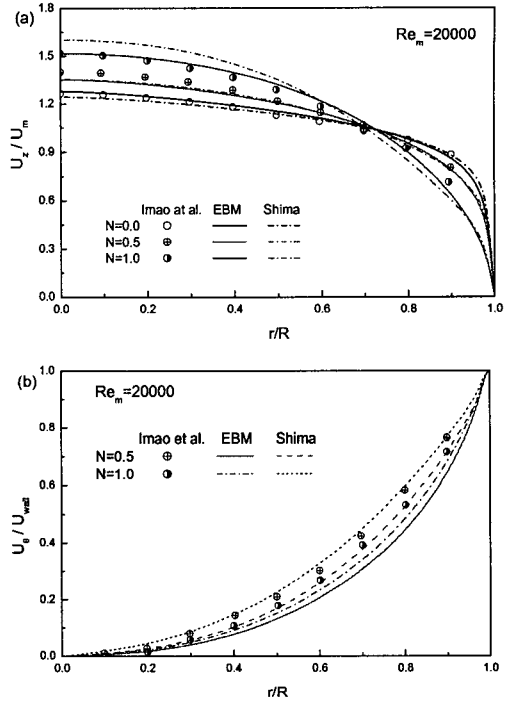 (a)
1.8
1.5
1.2
0.9
0.6
0.3
0.0
U_z / U_m
Re_m=20000
Imao at al. EBM Shima
N=0.0
N=0.5
N=1.0
0.0 0.2 0.4 0.6 0.8 1.0
r/R
(b)
1.0
0.8
0.6
0.4
0.2
0.0
U_θ / U_wall
Re_m=20000
Imao et al. EBM Shima
N=0.5
N=1.0
0.0 0.2 0.4 0.6 0.8 1.0
r/R